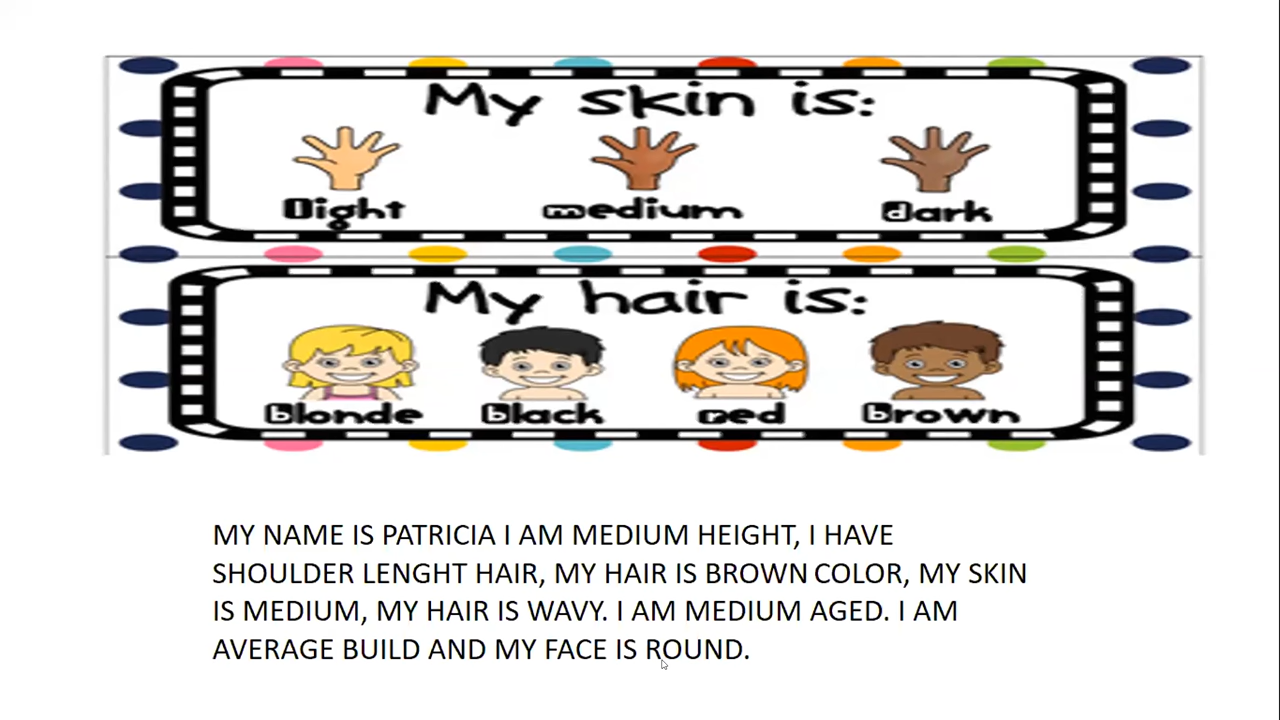 My skin is:
light medium dark
My hair is:
blonde black red brown
MY NAME IS PATRICIA I AM MEDIUM HEIGHT, I HAVE
SHOULDER LENGHT HAIR, MY HAIR IS BROWN COLOR, MY SKIN
IS MEDIUM, MY HAIR IS WAVY. I AM MEDIUM AGED. I AM
AVERAGE BUILD AND MY FACE IS ROUND.